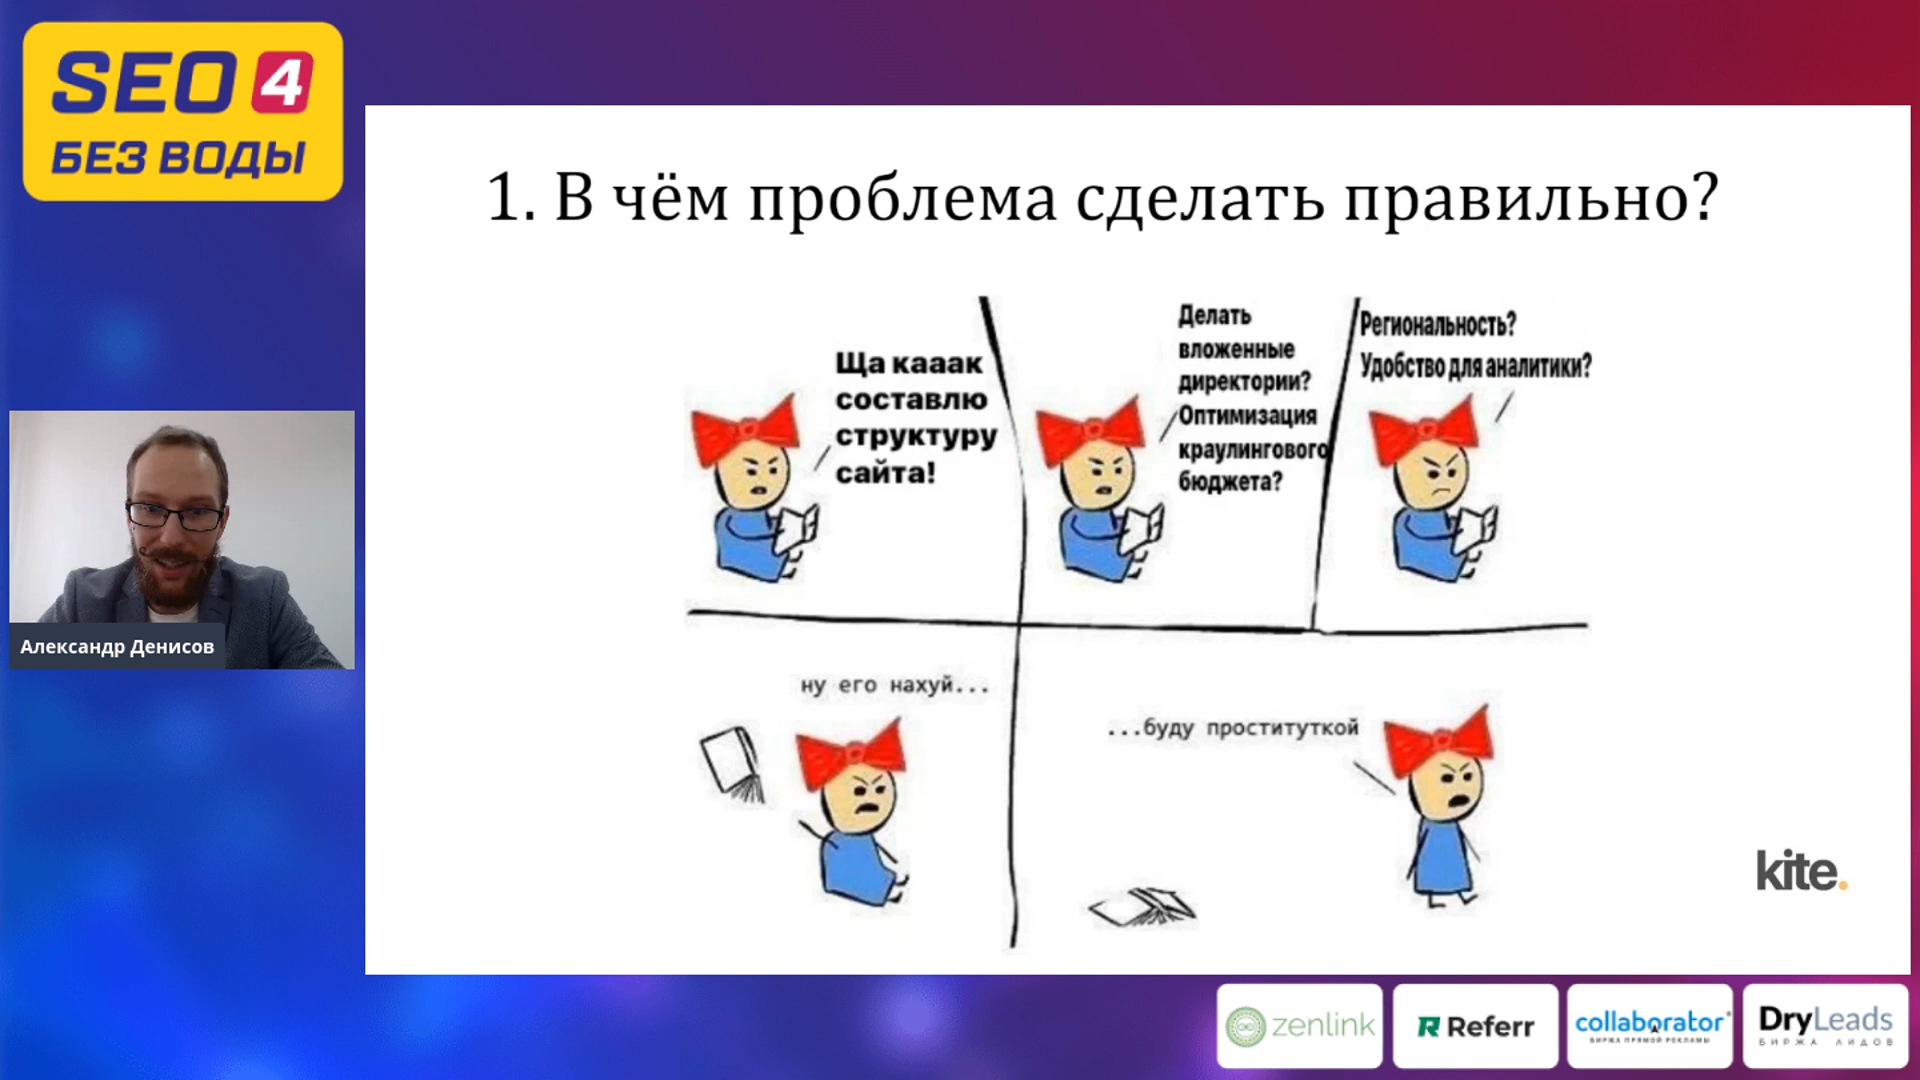 SEO 4
БЕЗ ВОДЫ
1. В чём проблема сделать правильно?
Ща кааак
составлю
структуру
сайта!
Делать
вложенные
директории?
Оптимизация
краулингового
бюджета?
Региональность?
Удобство для аналитики?
ну его нахуй...
...буду проституткой
Александр Денисов
kite.
zenlink
Referr
collaborator
БИРЖА ПРЯМОЙ РЕКЛАМЫ
DryLeads
БИРЖА ЛИДОВ